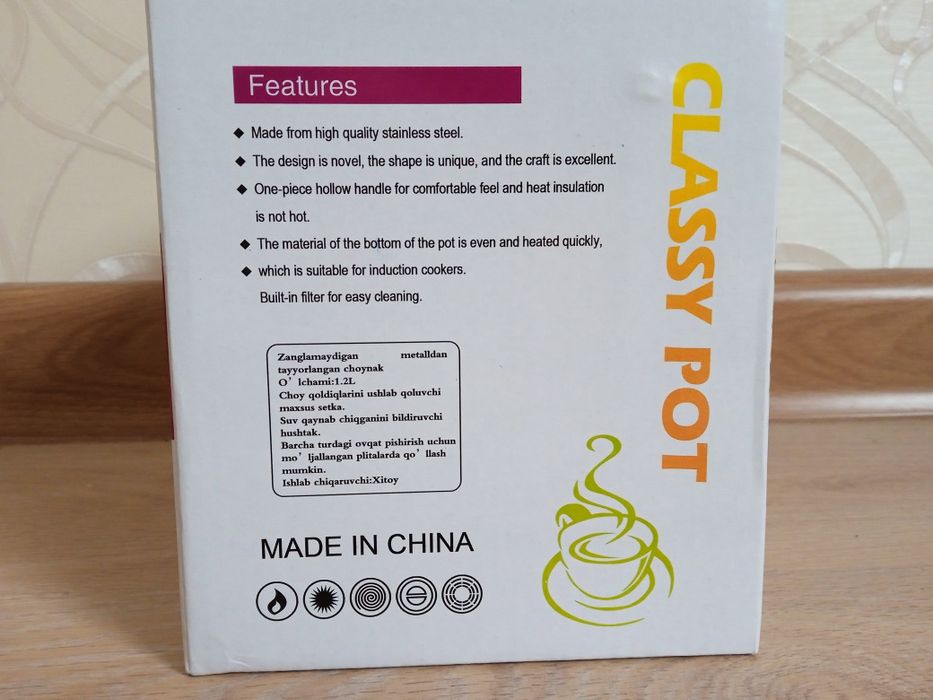 Features
◆ Made from high quality stainless steel.
◆ The design is novel, the shape is unique, and the craft is excellent.
◆ One-piece hollow handle for comfortable feel and heat insulation
is not hot.
◆ The material of the bottom of the pot is even and heated quickly,
◆ which is suitable for induction cookers.
Built-in filter for easy cleaning.
CLASSY POT
Zanglamaydigan metalldan
tayyorlangan choynak
O’lchami:1.2L
Choy qoldiqlarini ushlab qoluvchi
maxsus setka.
Suv qaynab chiqganini bildiruvchi
hushtak.
Barcha turdagi ovqat pishirish uchun
mo’ljallangan plitalarda qo’llash
mumkin.
Ishlab chiqaruvchi:Xitoy
MADE IN CHINA